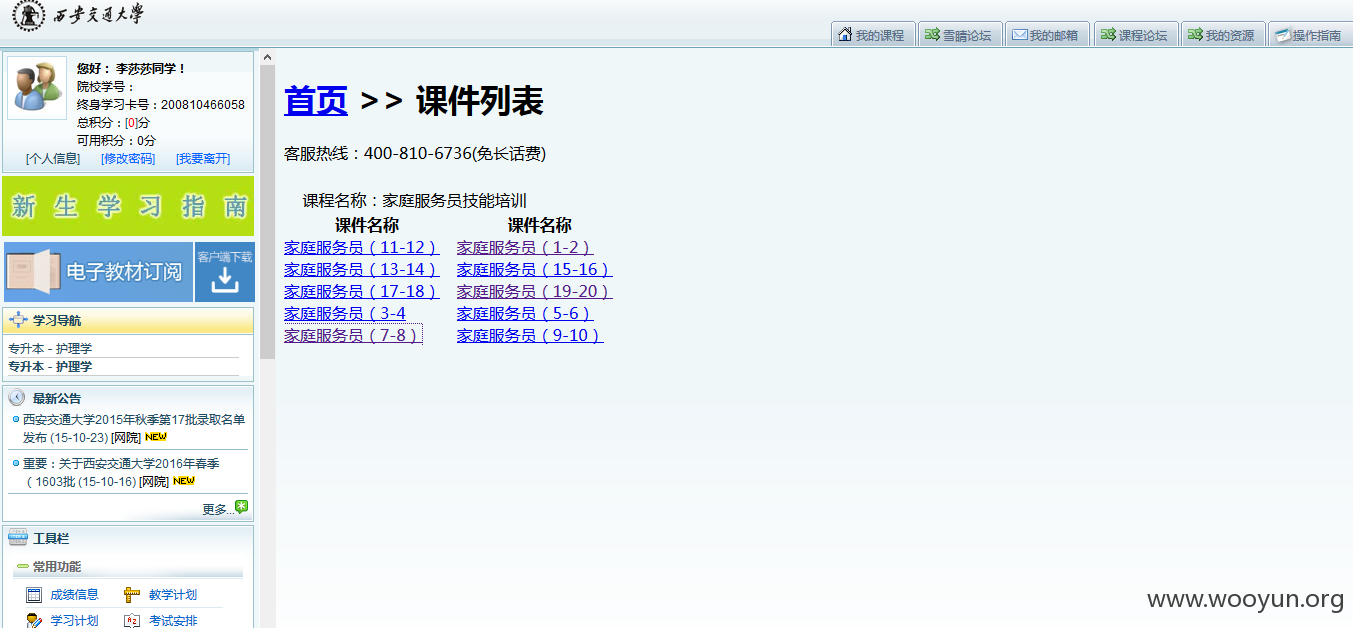 西安交通大学
我的课程 雪晴论坛 我的邮箱 课程论坛 我的资源 操作指南
您好： 李莎莎同学！
院校学号：
终身学习卡号：200810466058
总积分：[0]分
可用积分：0分
[个人信息] [修改密码] [我要离开]
新生学习指南
电子教材订阅 客户端下载
学习导航
专升本 - 护理学
专升本 - 护理学
最新公告
西安交通大学2015年秋季第17批录取名单
发布 (15-10-23) [网院] NEW
重要：关于西安交通大学2016年春季
（1603批 (15-10-16) [网院] NEW
更多...
工具栏
常用功能
成绩信息 教学计划
学习计划 考试安排
首页 >> 课件列表
客服热线：400-810-6736(免长话费)
课程名称：家庭服务员技能培训
课件名称 课件名称
家庭服务员（11-12） 家庭服务员（1-2）
家庭服务员（13-14） 家庭服务员（15-16）
家庭服务员（17-18） 家庭服务员（19-20）
家庭服务员（3-4 家庭服务员（5-6）
家庭服务员（7-8） 家庭服务员（9-10）
www.wooyun.org